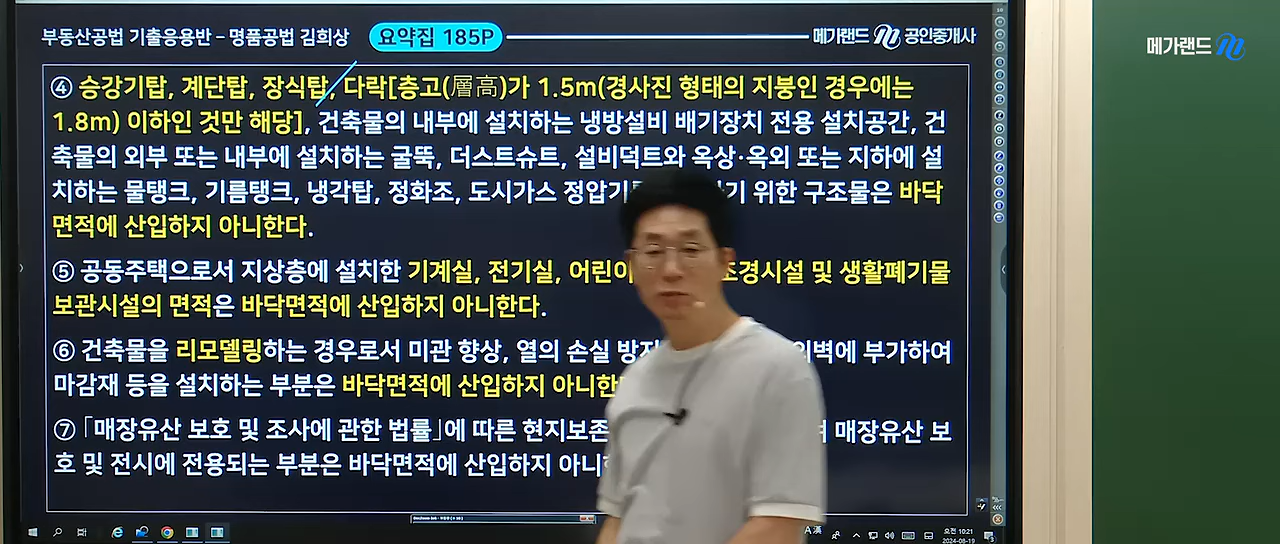 부동산공법 기출응용반 - 명품공법 김희상 요약집 185P 메가랜드 공인중개사
메가랜드
④ 승강기탑, 계단탑, 장식탑, 다락[층고(層高)가 1.5m(경사진 형태의 지붕인 경우에는
1.8m) 이하인 것만 해당], 건축물의 내부에 설치하는 냉방설비 배기장치 전용 설치공간, 건
축물의 외부 또는 내부에 설치하는 굴뚝, 더스트슈트, 설비덕트와 옥상·옥외 또는 지하에 설
치하는 물탱크, 기름탱크, 냉각탑, 정화조, 도시가스 정압기 위한 구조물은 바닥
면적에 산입하지 아니한다.
⑤ 공동주택으로서 지상층에 설치한 기계실, 전기실, 조경시설 및 생활폐기물
보관시설의 면적은 바닥면적에 산입하지 아니한다.
⑥ 건축물을 리모델링하는 경우로서 미관 향상, 열의 손실 외벽에 부가하여
마감재 등을 설치하는 부분은 바닥면적에 산입하지 아니한
⑦ 「매장유산 보호 및 조사에 관한 법률」에 따른 현지보존 매장유산 보
호 및 전시에 전용되는 부분은 바닥면적에 산입하지 아니
A 漢
오전 10:21
2024-08-19